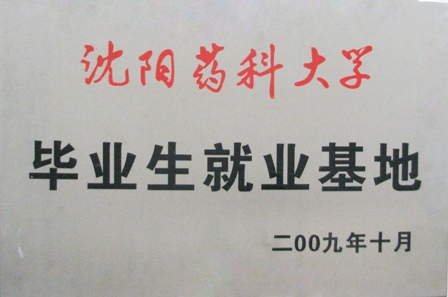 沈阳药科大学
毕业生就业基地
二00九年十月